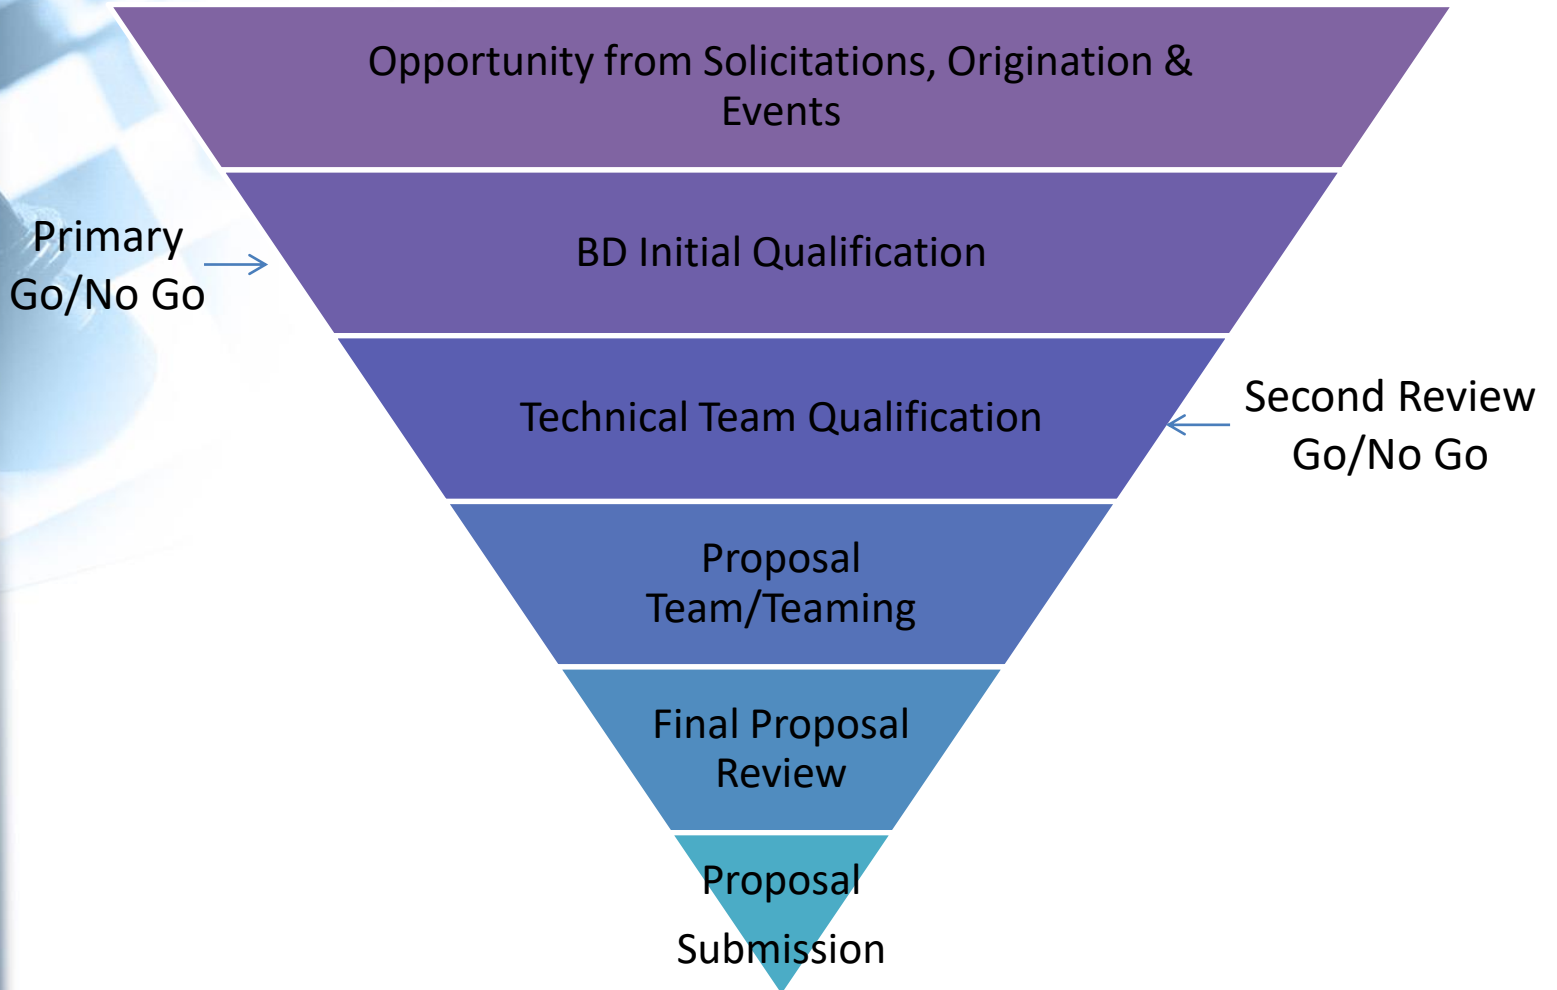 Opportunity from Solicitations, Origination &
Events
Primary
Go/No Go
BD Initial Qualification
Technical Team Qualification
Second Review
Go/No Go
Proposal
Team/Teaming
Final Proposal
Review
Proposal
Submission